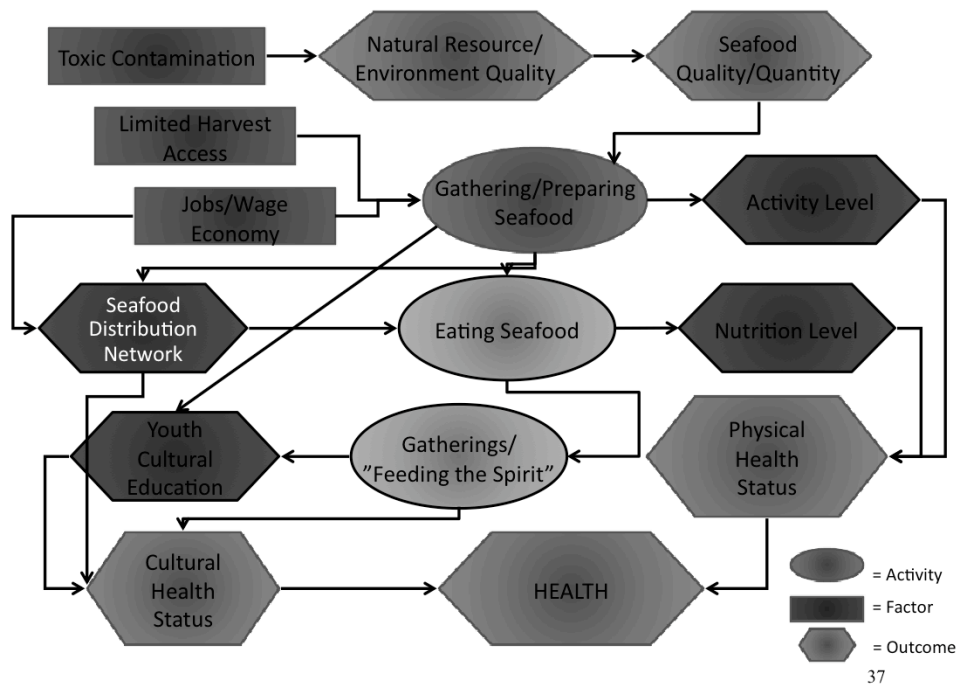 Toxic Contamination
Natural Resource/
Environment Quality
Seafood
Quality/Quantity
Limited Harvest
Access
Gathering/Preparing
Seafood
Activity Level
Jobs/Wage
Economy
Seafood
Distribution
Network
Eating Seafood
Nutrition Level
Youth
Cultural
Education
Gatherings/
”Feeding the Spirit”
Physical
Health
Status
Cultural
Health
Status
HEALTH
= Activity
= Factor
= Outcome
37